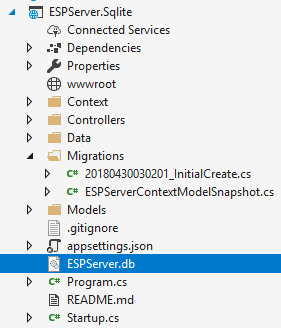 ESPServer.Sqlite
Connected Services
Dependencies
Properties
wwwroot
Context
Controllers
Data
Migrations
C# 20180430030201_InitialCreate.cs
C# ESPServerContextModelSnapshot.cs
Models
.gitignore
appsettings.json
ESPServer.db
C# Program.cs
README.md
C# Startup.cs